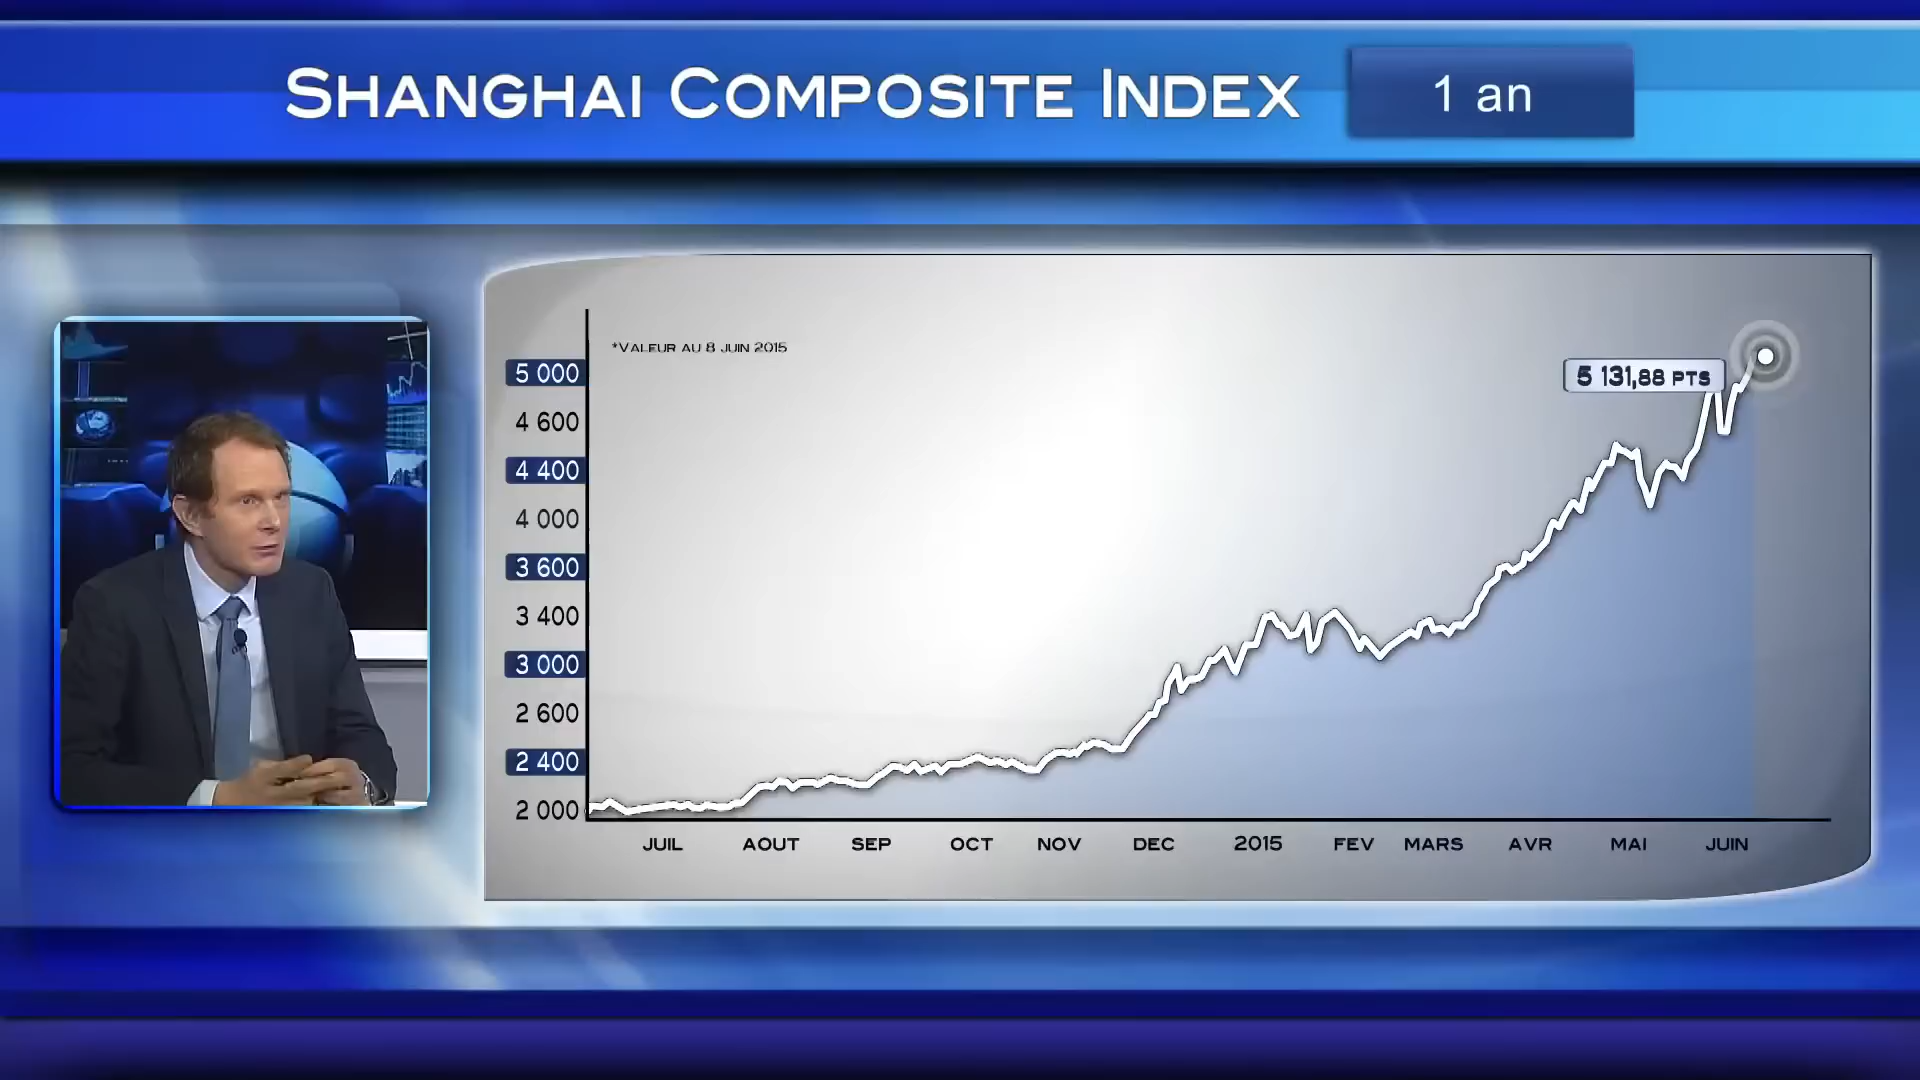 SHANGHAI COMPOSITE INDEX
1 an
*VALEUR AU 8 JUIN 2015
5 131,88 PTS
5 000
4 600
4 400
4 000
3 600
3 400
3 000
2 600
2 400
2 000
JUIL AOUT SEP OCT NOV DEC 2015 FEV MARS AVR MAI JUIN